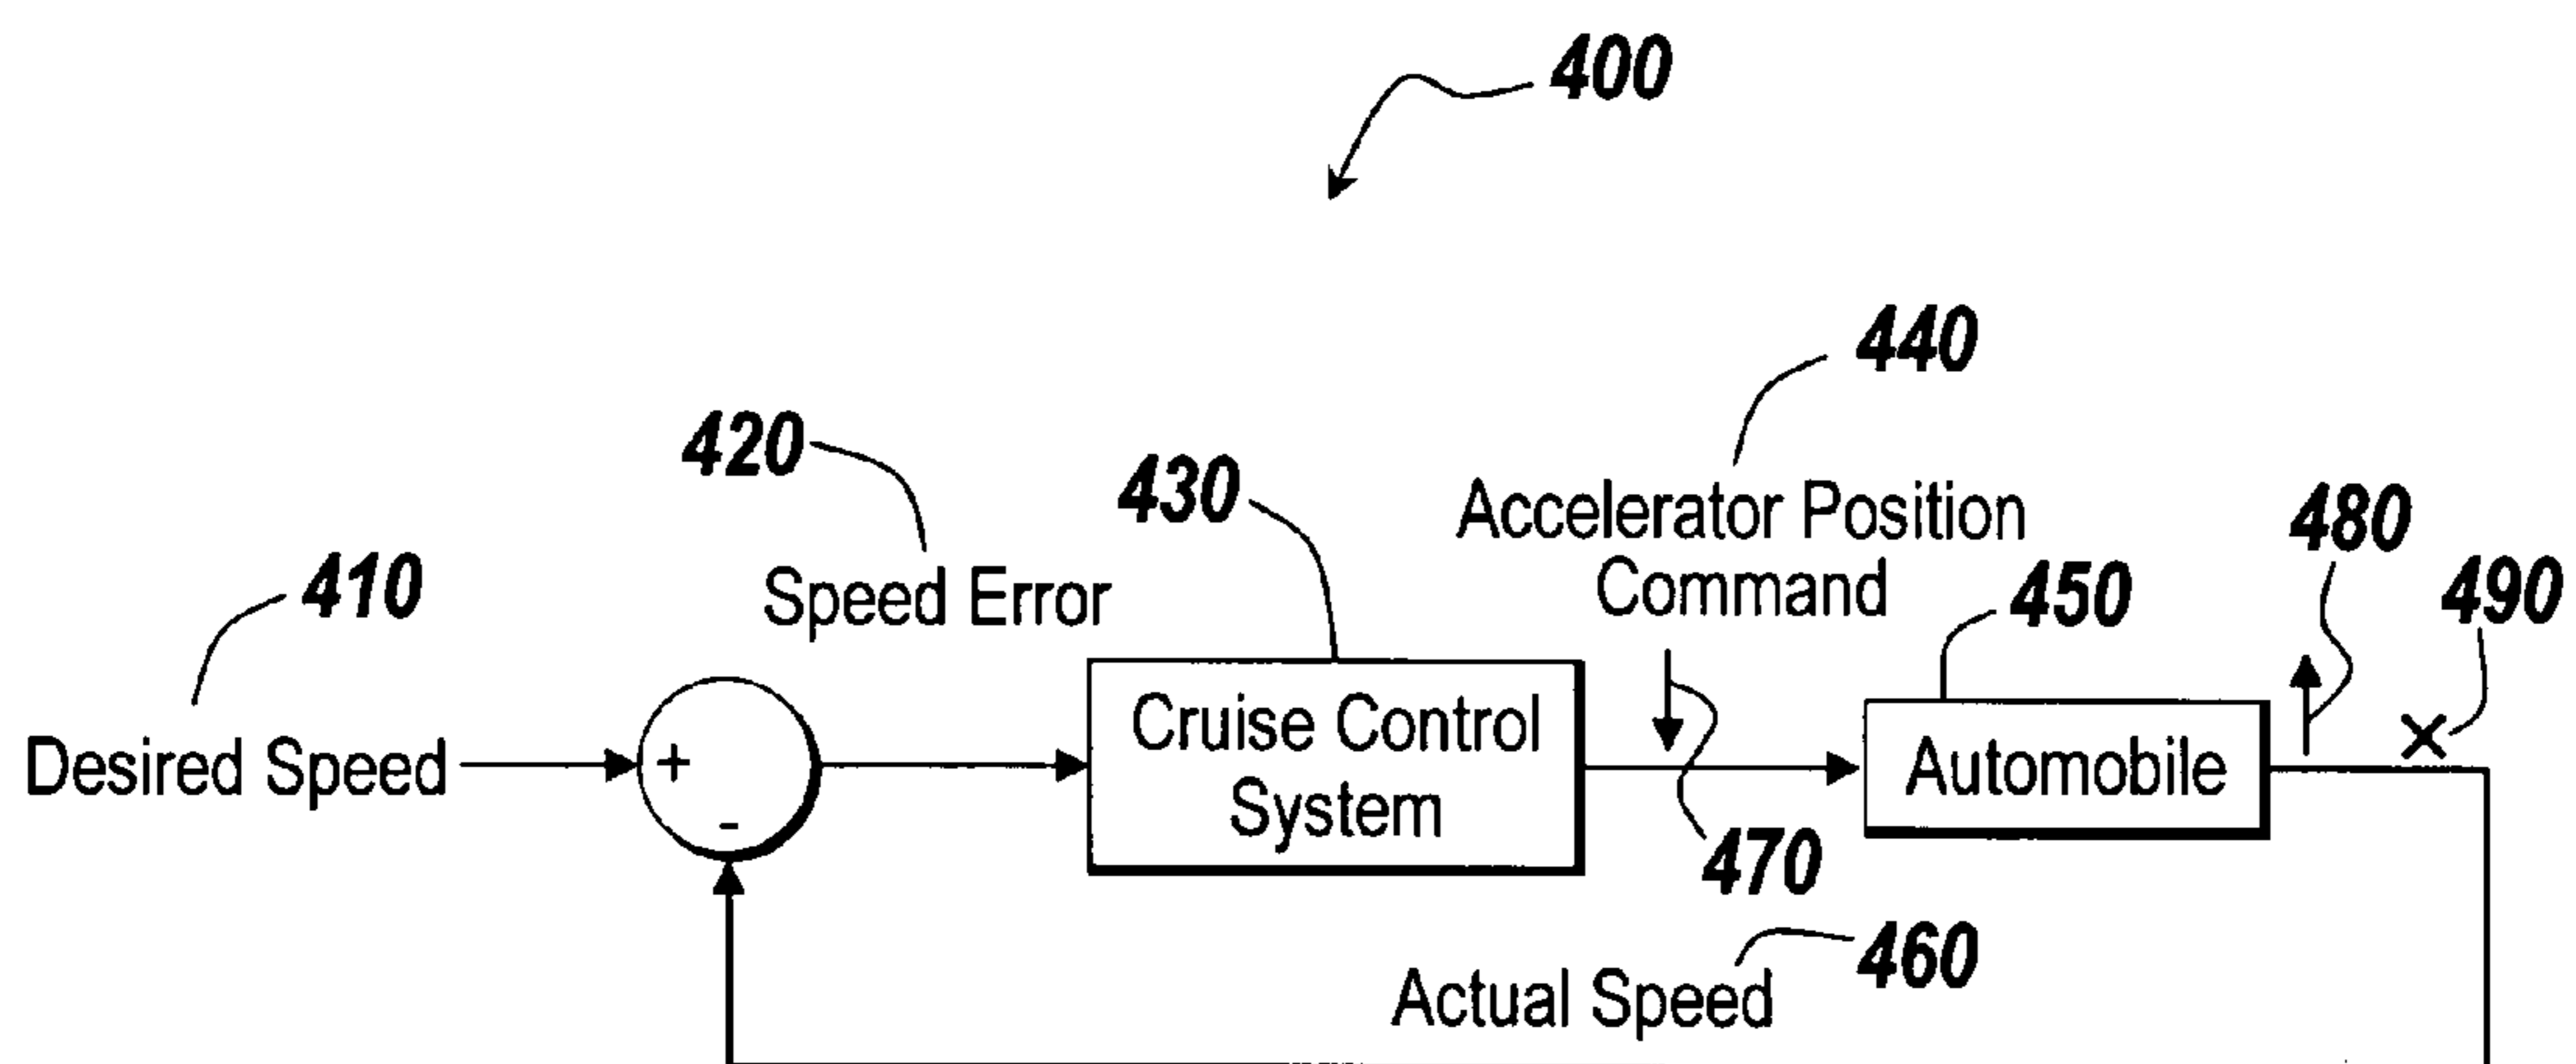 400
440
420
430
Accelerator Position
Command
480
410
Speed Error
450
490
Desired Speed
+
-
Cruise Control
System
Automobile
470
460
Actual Speed